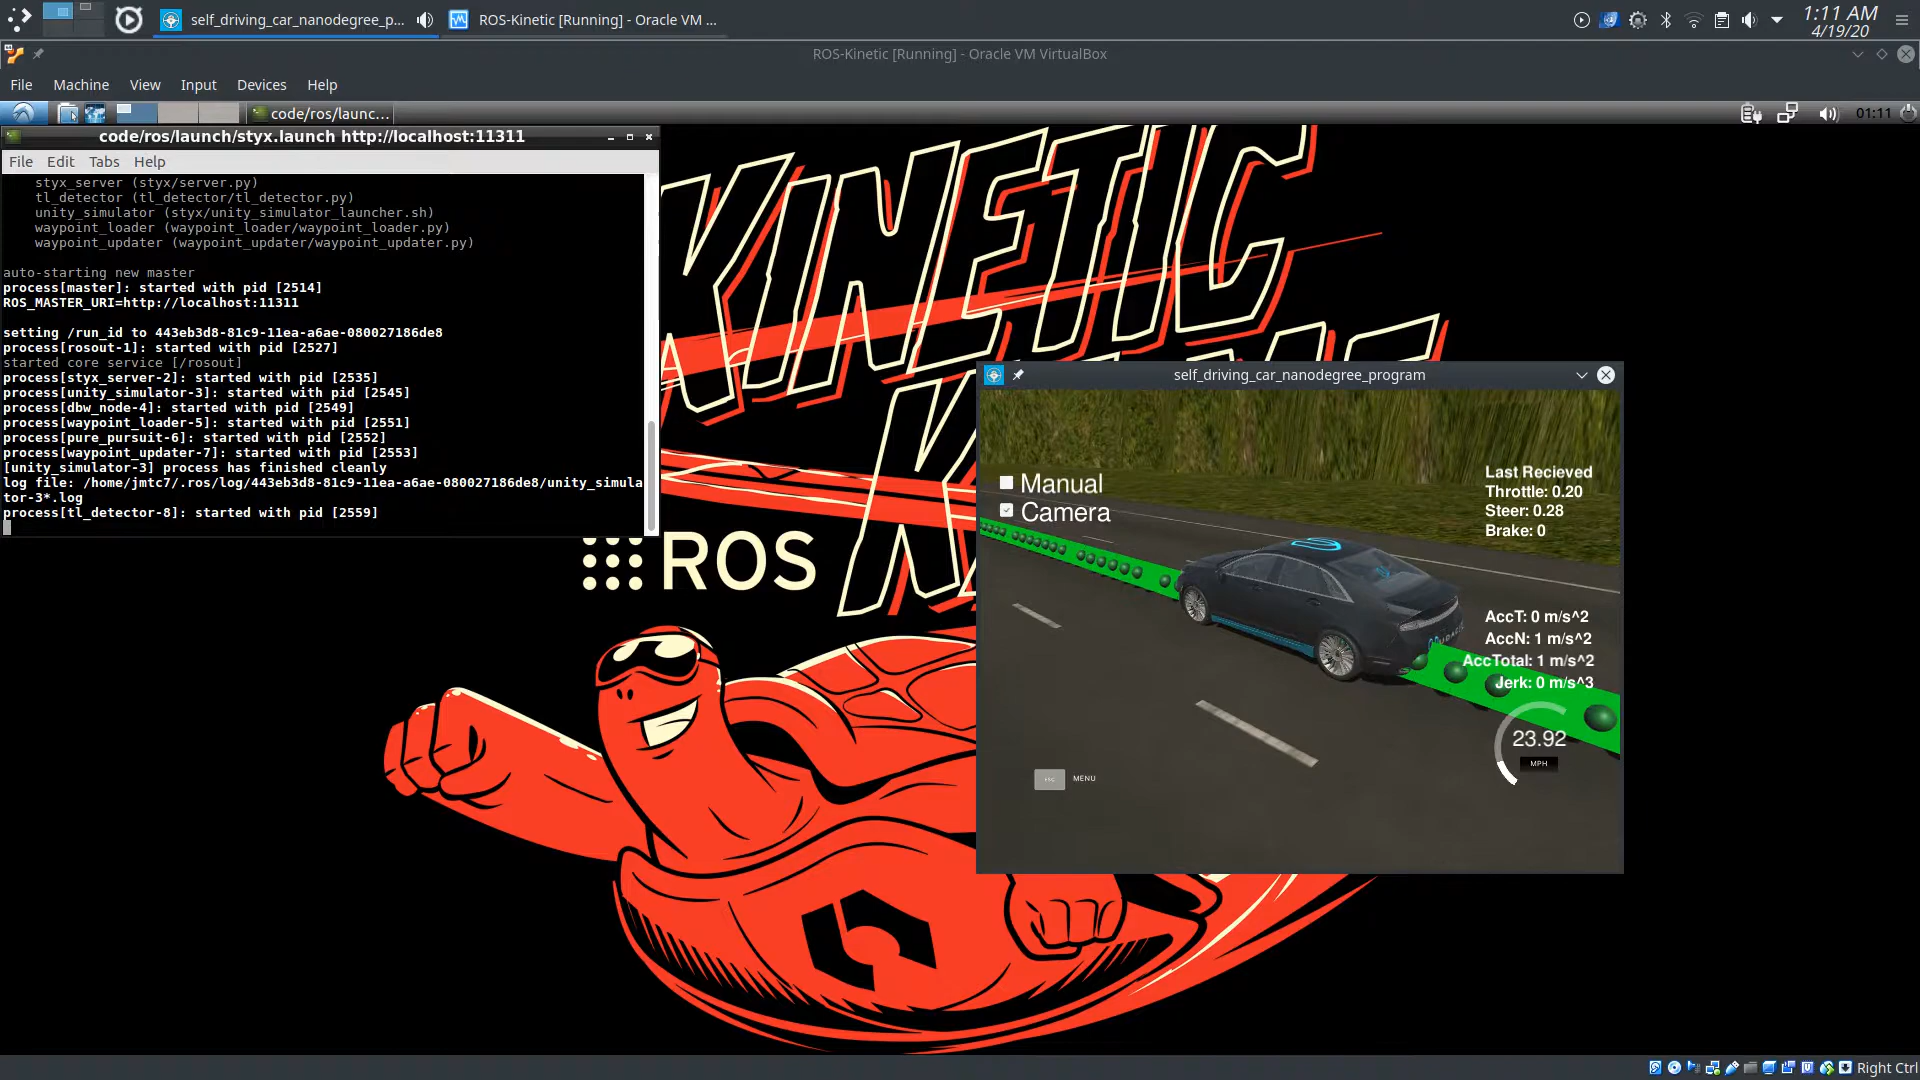 self_driving_car_nanodegree_p...
ROS-Kinetic [Running] - Oracle VM ...
1:11 AM
4/19/20
ROS-Kinetic [Running] - Oracle VM VirtualBox
File Machine View Input Devices Help
code/ros/launc...
01:11
code/ros/launch/styx.launch http://localhost:11311
File Edit Tabs Help
styx_server (styx/server.py)
tl_detector (tl_detector/tl_detector.py)
unity_simulator (styx/unity_simulator_launcher.sh)
waypoint_loader (waypoint_loader/waypoint_loader.py)
waypoint_updater (waypoint_updater/waypoint_updater.py)
auto-starting new master
process[master]: started with pid [2514]
ROS_MASTER_URI=http://localhost:11311
setting /run_id to 443eb3d8-81c9-11ea-a6ae-080027186de8
process[rosout-1]: started with pid [2527]
started core service [/rosout]
process[styx_server-2]: started with pid [2535]
process[unity_simulator-3]: started with pid [2545]
process[dbw_node-4]: started with pid [2549]
process[waypoint_loader-5]: started with pid [2551]
process[pure_pursuit-6]: started with pid [2552]
process[waypoint_updater-7]: started with pid [2553]
[unity_simulator-3] process has finished cleanly
log file: /home/jmtc7/.ros/log/443eb3d8-81c9-11ea-a6ae-080027186de8/unity_simula
tor-3*.log
process[tl_detector-8]: started with pid [2559]
KINETIC
ROS
self_driving_car_nanodegree_program
Manual
Camera
Last Recieved
Throttle: 0.20
Steer: 0.28
Brake: 0
AccT: 0 m/s^2
AccN: 1 m/s^2
AccTotal: 1 m/s^2
Jerk: 0 m/s^3
23.92
MPH
ESC
MENU
Right Ctrl